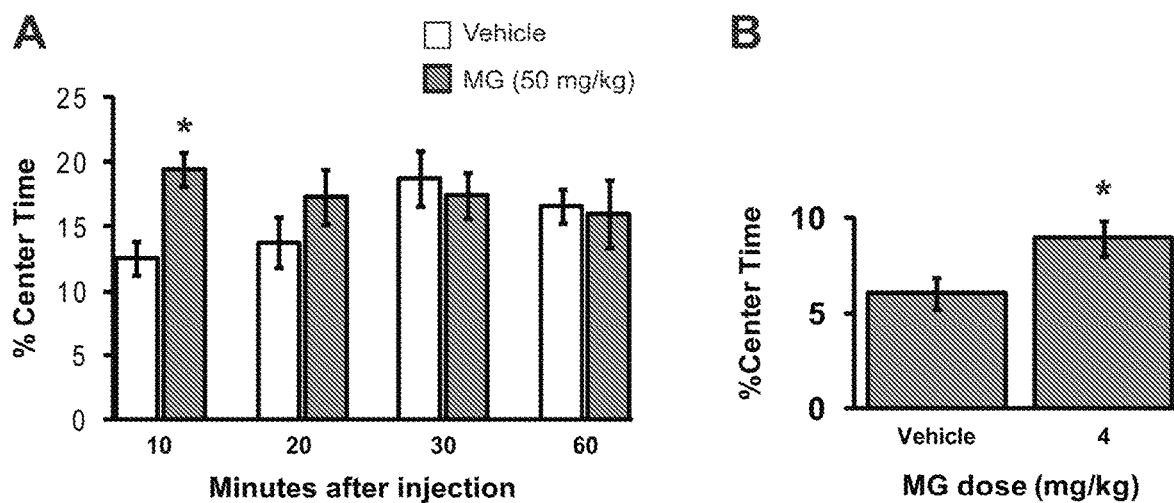 A
Vehicle
MG (50 mg/kg)
% Center Time
25
20
15
10
5
0
*
10 20 30 60
Minutes after injection
B
%Center Time
10
5
0
*
Vehicle 4
MG dose (mg/kg)